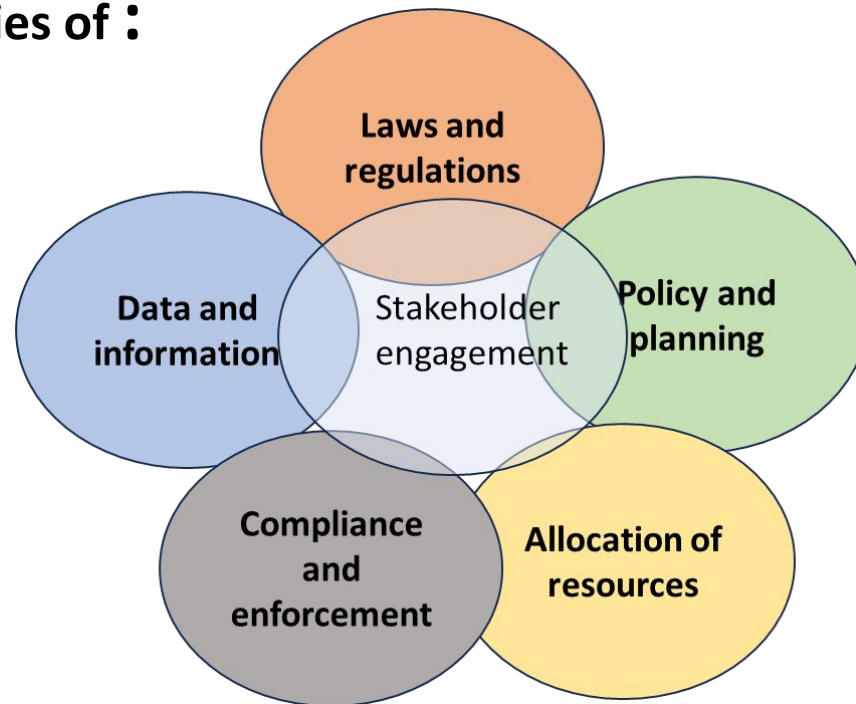 ies of :
Laws and
regulations
Data and
information
Stakeholder
engagement
Policy and
planning
Compliance
and
enforcement
Allocation of
resources